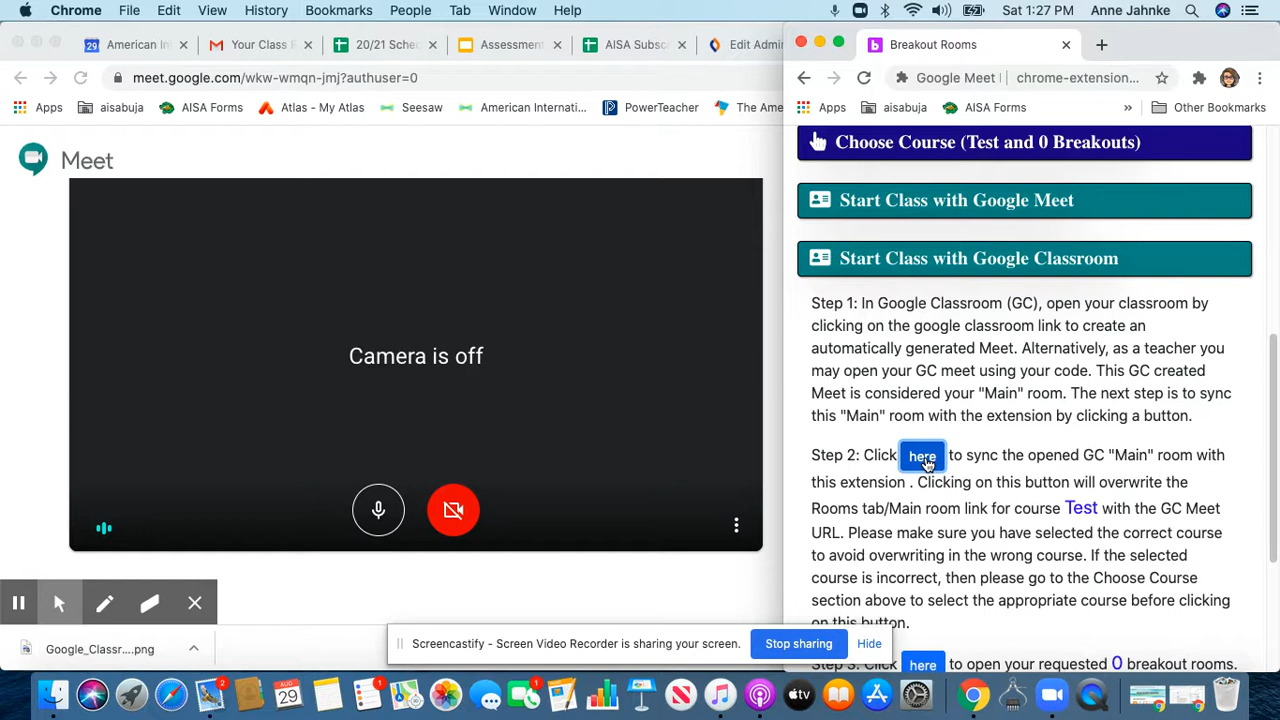 Chrome File Edit View History Bookmarks People Tab Window Help Sat 1:27 PM Anne Jahnke
American In Your Class E 20/21 Sche Assessment AISA Subsc Edit Admi
Breakout Rooms
meet.google.com/wkw-wmqn-jmj?authuser=0
Google Meet chrome-extension...
Apps aisabuja AISA Forms Atlas - My Atlas Seesaw American Internati... PowerTeacher The Ame
Apps aisabuja AISA Forms » Other Bookmarks
Meet
Camera is off
Choose Course (Test and 0 Breakouts)
Start Class with Google Meet
Start Class with Google Classroom
Step 1: In Google Classroom (GC), open your classroom by
clicking on the google classroom link to create an
automatically generated Meet. Alternatively, as a teacher you
may open your GC meet using your code. This GC created
Meet is considered your "Main" room. The next step is to sync
this "Main" room with the extension by clicking a button.
Step 2: Click here to sync the opened GC "Main" room with
this extension . Clicking on this button will overwrite the
Rooms tab/Main room link for course Test with the GC Meet
URL. Please make sure you have selected the correct course
to avoid overwriting in the wrong course. If the selected
course is incorrect, then please go to the Choose Course
section above to select the appropriate course before clicking
on this button.
Step 3: Click here to open your requested 0 breakout rooms.
Google_Classr....png
Screencastify - Screen Video Recorder is sharing your screen. Stop sharing Hide